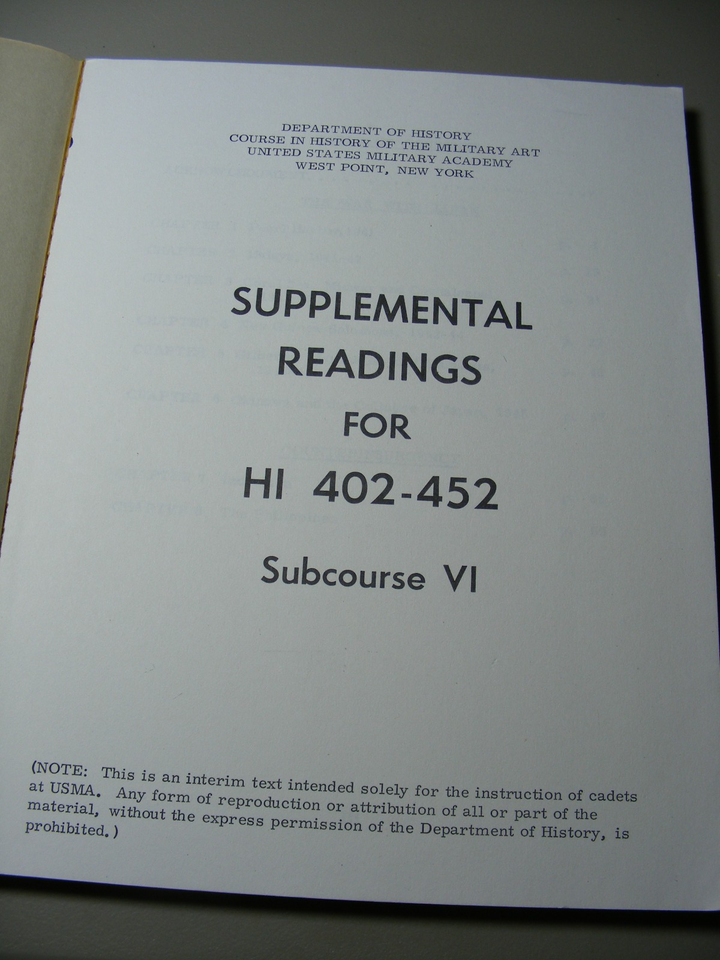 DEPARTMENT OF HISTORY
COURSE IN HISTORY OF THE MILITARY ART
UNITED STATES MILITARY ACADEMY
WEST POINT, NEW YORK
SUPPLEMENTAL
READINGS
FOR
HI 402-452
Subcourse VI
(NOTE: This is an interim text intended solely for the instruction of cadets
at USMA. Any form of reproduction or attribution of all or part of the
material, without the express permission of the Department of History, is
prohibited.)